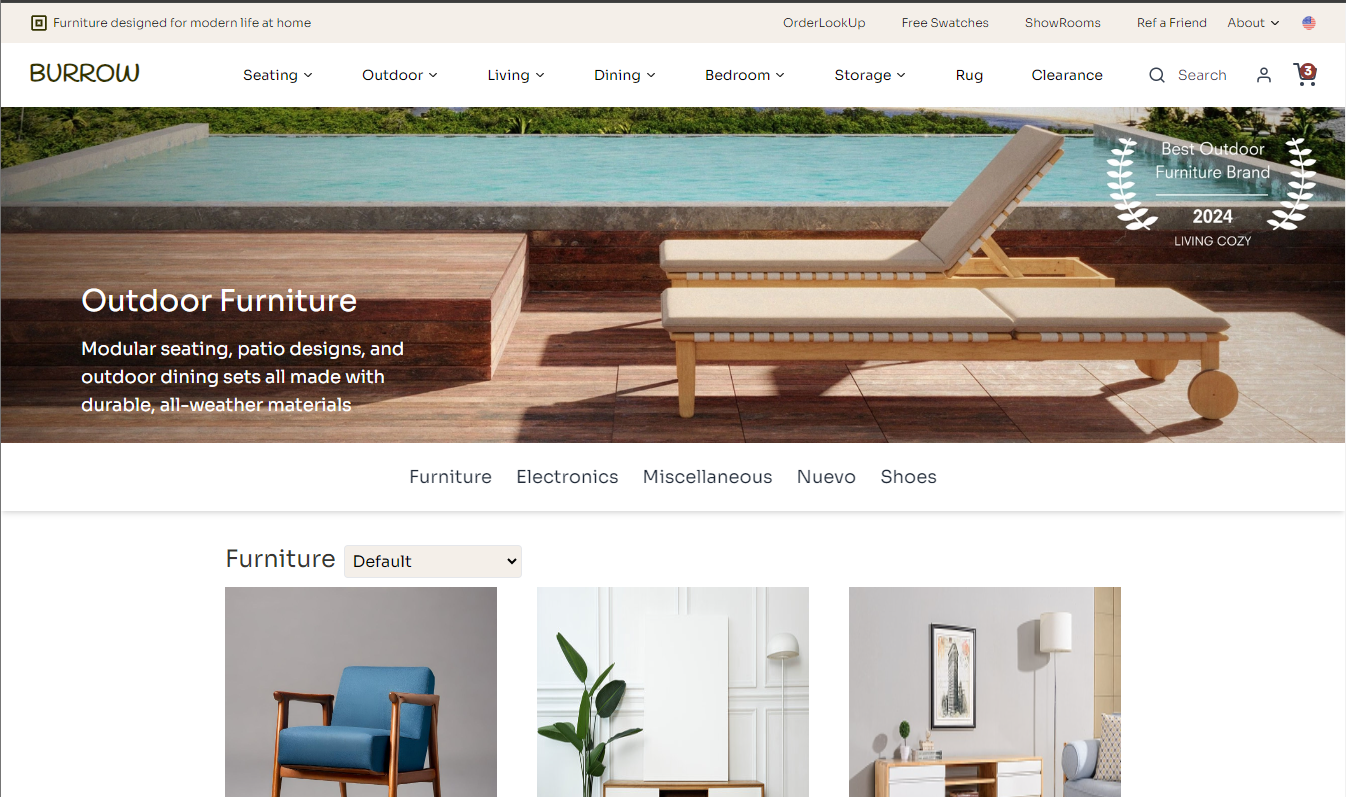 Furniture designed for modern life at home
OrderLookUp
Free Swatches
ShowRooms
Ref a Friend
About
BURROW
Seating
Outdoor
Living
Dining
Bedroom
Storage
Rug
Clearance
Search
3
Best Outdoor
Furniture Brand
2024
LIVING COZY
Outdoor Furniture
Modular seating, patio designs, and
outdoor dining sets all made with
durable, all-weather materials
Furniture
Electronics
Miscellaneous
Nuevo
Shoes
Furniture
Default